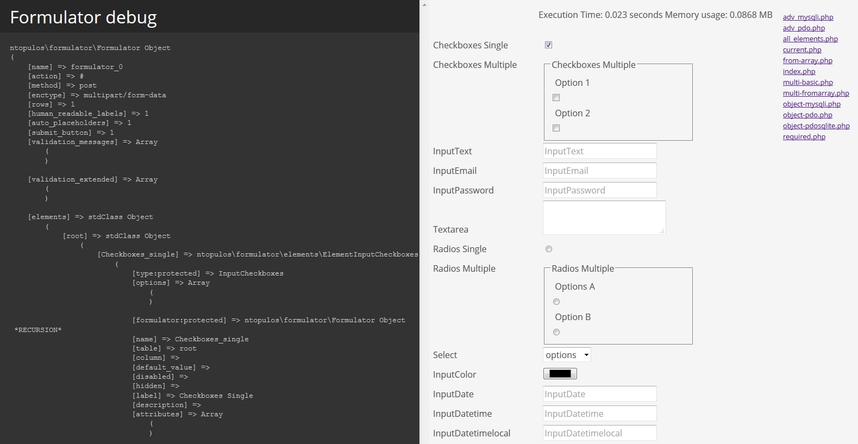 Formulator debug
ntopulos\formulator\Formulator Object
(
[name] => formulator_0
[action] => #
[method] => post
[enctype] => multipart/form-data
[rows] => 1
[human_readable_labels] => 1
[auto_placeholders] => 1
[submit_button] => 1
[validation_messages] => Array
(
)
[validation_extended] => Array
(
)
[elements] => stdClass Object
(
[root] => stdClass Object
(
[Checkboxes_single] => ntopulos\formulator\elements\ElementInputCheckboxes
(
[type:protected] => InputCheckboxes
[options] => Array
(
)
[formulator:protected] => ntopulos\formulator\Formulator Object
*RECURSION*
[name] => Checkboxes_single
[table] => root
[column] =>
[default_value] =>
[disabled] =>
[hidden] =>
[label] => Checkboxes Single
[description] =>
[attributes] => Array
(
)
Execution Time: 0.023 seconds Memory usage: 0.0868 MB
Checkboxes Single
Checkboxes Multiple
Checkboxes Multiple
Option 1
Option 2
InputText
InputText
InputEmail
InputEmail
InputPassword
InputPassword
Textarea
Radios Single
Radios Multiple
Radios Multiple
Options A
Option B
Select
options
InputColor
InputDate
InputDate
InputDatetime
InputDatetime
InputDatetimelocal
InputDatetimelocal
adv_mysqli.php
adv_pdo.php
all_elements.php
current.php
from-array.php
index.php
multi-basic.php
multi-fromarray.php
object-mysqli.php
object-pdo.php
object-pdosqlite.php
required.php